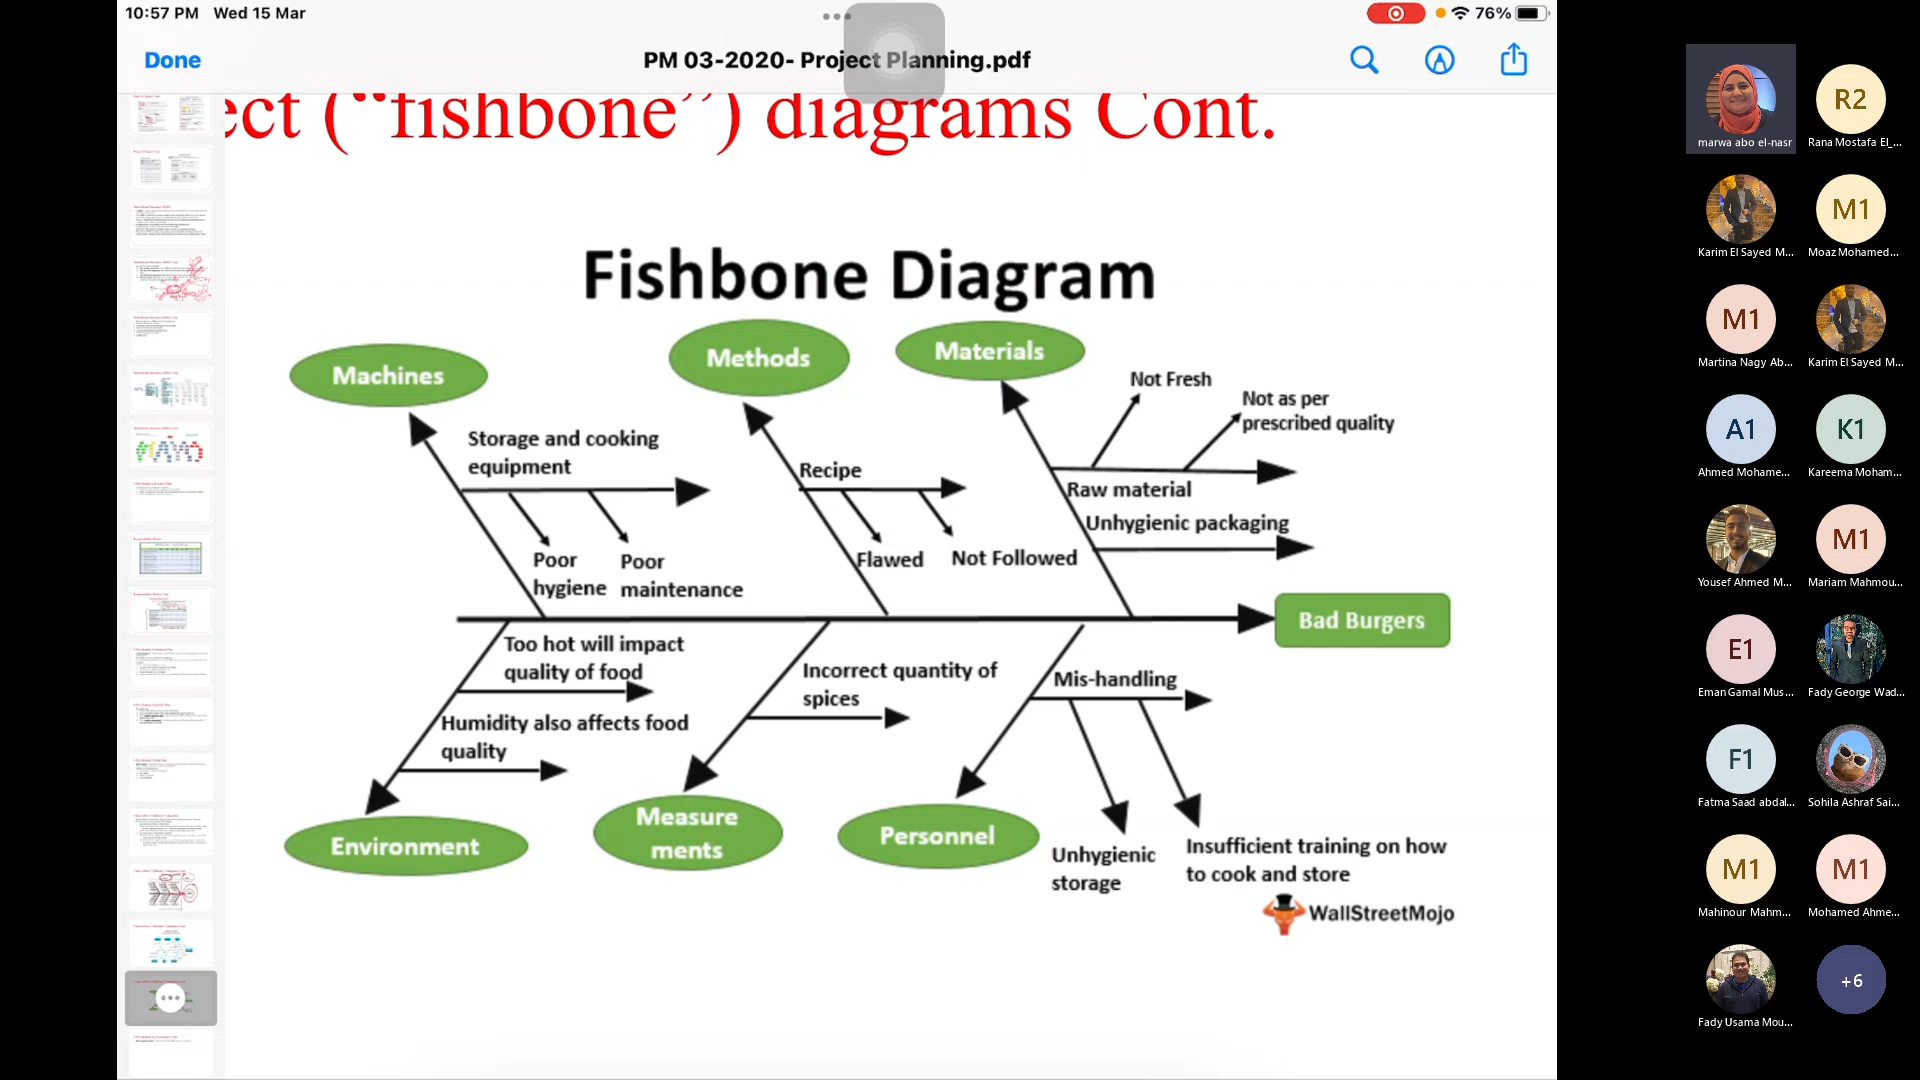 10:57 PM Wed 15 Mar
76%
Done
PM 03-2020- Project Planning.pdf
ect (“fishbone”) diagrams Cont.
Fishbone Diagram
Machines
Methods
Materials
Not Fresh
Not as per
prescribed quality
Storage and cooking
equipment
Recipe
Raw material
Unhygienic packaging
Poor
hygiene
Poor
maintenance
Flawed
Not Followed
Bad Burgers
Too hot will impact
quality of food
Humidity also affects food
quality
Incorrect quantity of
spices
Mis-handling
Environment
Measure
ments
Personnel
Unhygienic
storage
Insufficient training on how
to cook and store
WallStreetMojo
marwa abo el-nasr
R2
Rana Mostafa El_...
Karim El Sayed M...
M1
Moaz Mohamed...
M1
Martina Nagy Ab...
Karim El Sayed M...
A1
Ahmed Mohame...
K1
Kareema Moham...
Yousef Ahmed M...
M1
Mariam Mahmou...
E1
Eman Gamal Mus...
Fady George Wad...
F1
Fatma Saad abdal...
Sohila Ashraf Sai...
M1
Mahinour Mahm...
M1
Mohamed Ahme...
Fady Usama Mou...
+6